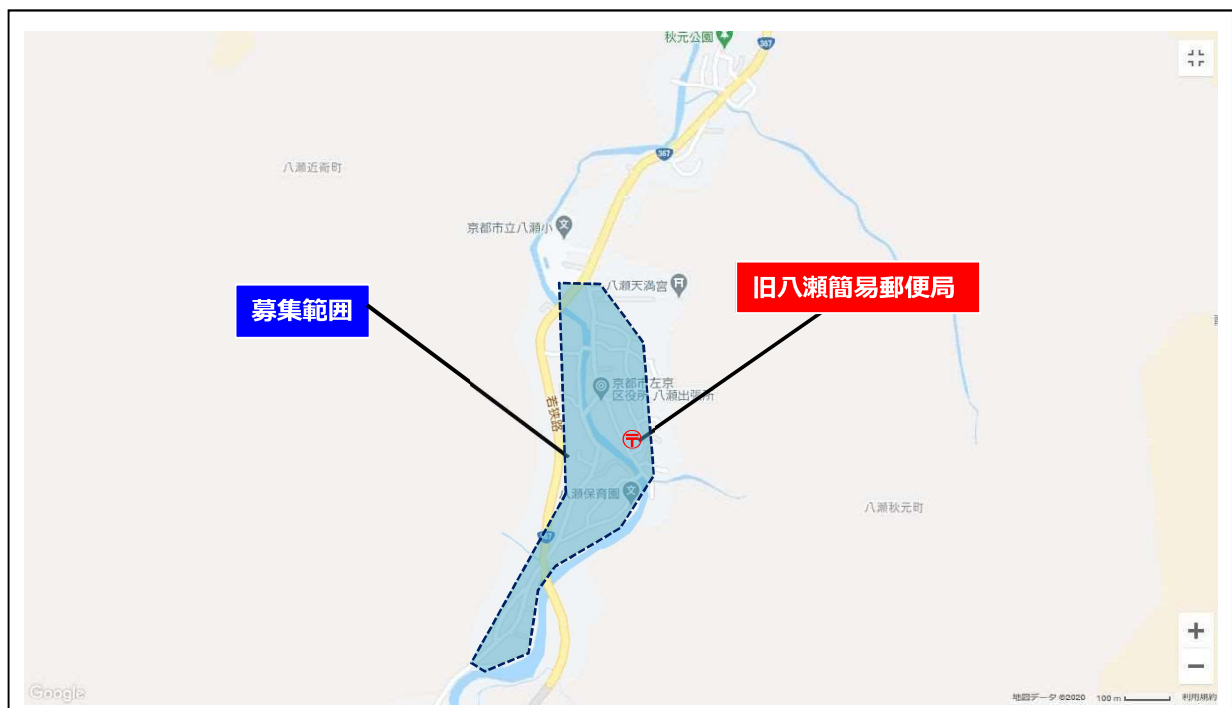 秋元公園
367
八瀬近衛町
367
京都市立八瀬小
八瀬天満宮
旧八瀬簡易郵便局
募集範囲
京都市左京
区役所 八瀬出張所
若狭路
八瀬保育園
八瀬秋元町
367
Google
地図データ ©2020
100 m
利用規約